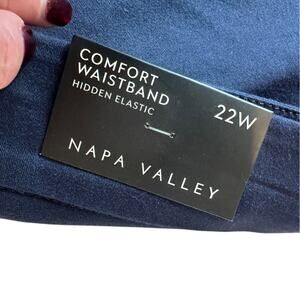 COMFORT
WAISTBAND
HIDDEN ELASTIC
22W
NAPA VALLEY